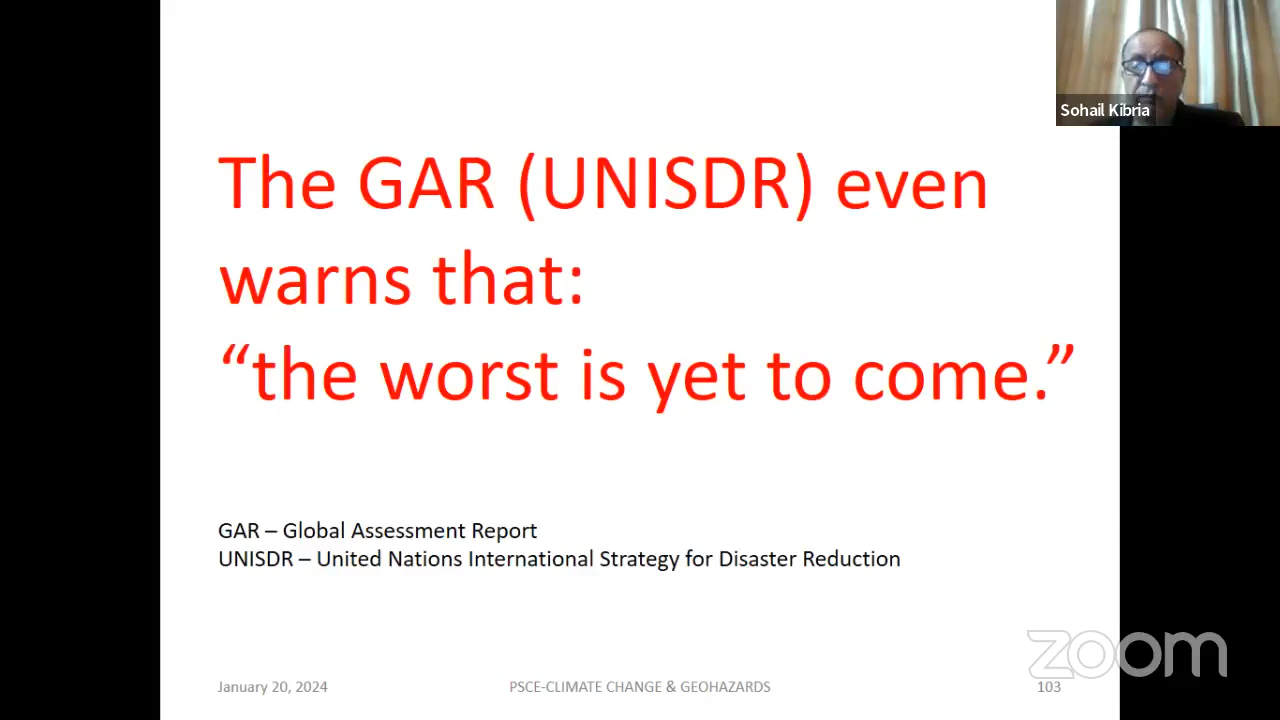 Sohail Kibria
The GAR (UNISDR) even
warns that:
“the worst is yet to come.”
GAR – Global Assessment Report
UNISDR – United Nations International Strategy for Disaster Reduction
zoom
January 20, 2024 PSCE-CLIMATE CHANGE & GEOHAZARDS 103